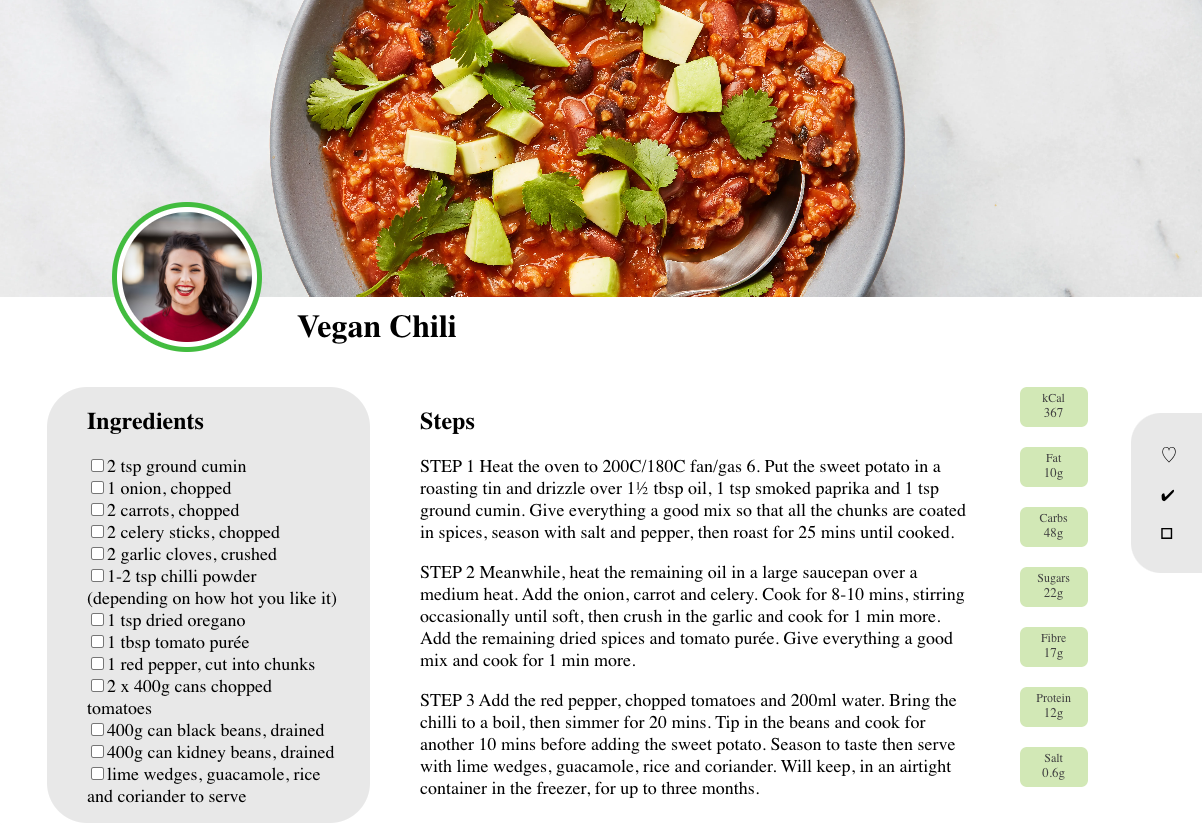 Vegan Chili
Ingredients
2 tsp ground cumin
1 onion, chopped
2 carrots, chopped
2 celery sticks, chopped
2 garlic cloves, crushed
1-2 tsp chilli powder
(depending on how hot you like it)
1 tsp dried oregano
1 tbsp tomato purée
1 red pepper, cut into chunks
2 x 400g cans chopped
tomatoes
400g can black beans, drained
400g can kidney beans, drained
lime wedges, guacamole, rice
and coriander to serve
Steps
STEP 1 Heat the oven to 200C/180C fan/gas 6. Put the sweet potato in a
roasting tin and drizzle over 1½ tbsp oil, 1 tsp smoked paprika and 1 tsp
ground cumin. Give everything a good mix so that all the chunks are coated
in spices, season with salt and pepper, then roast for 25 mins until cooked.
STEP 2 Meanwhile, heat the remaining oil in a large saucepan over a
medium heat. Add the onion, carrot and celery. Cook for 8-10 mins, stirring
occasionally until soft, then crush in the garlic and cook for 1 min more.
Add the remaining dried spices and tomato purée. Give everything a good
mix and cook for 1 min more.
STEP 3 Add the red pepper, chopped tomatoes and 200ml water. Bring the
chilli to a boil, then simmer for 20 mins. Tip in the beans and cook for
another 10 mins before adding the sweet potato. Season to taste then serve
with lime wedges, guacamole, rice and coriander. Will keep, in an airtight
container in the freezer, for up to three months.
kCal
367
Fat
10g
Carbs
48g
Sugars
22g
Fibre
17g
Protein
12g
Salt
0.6g